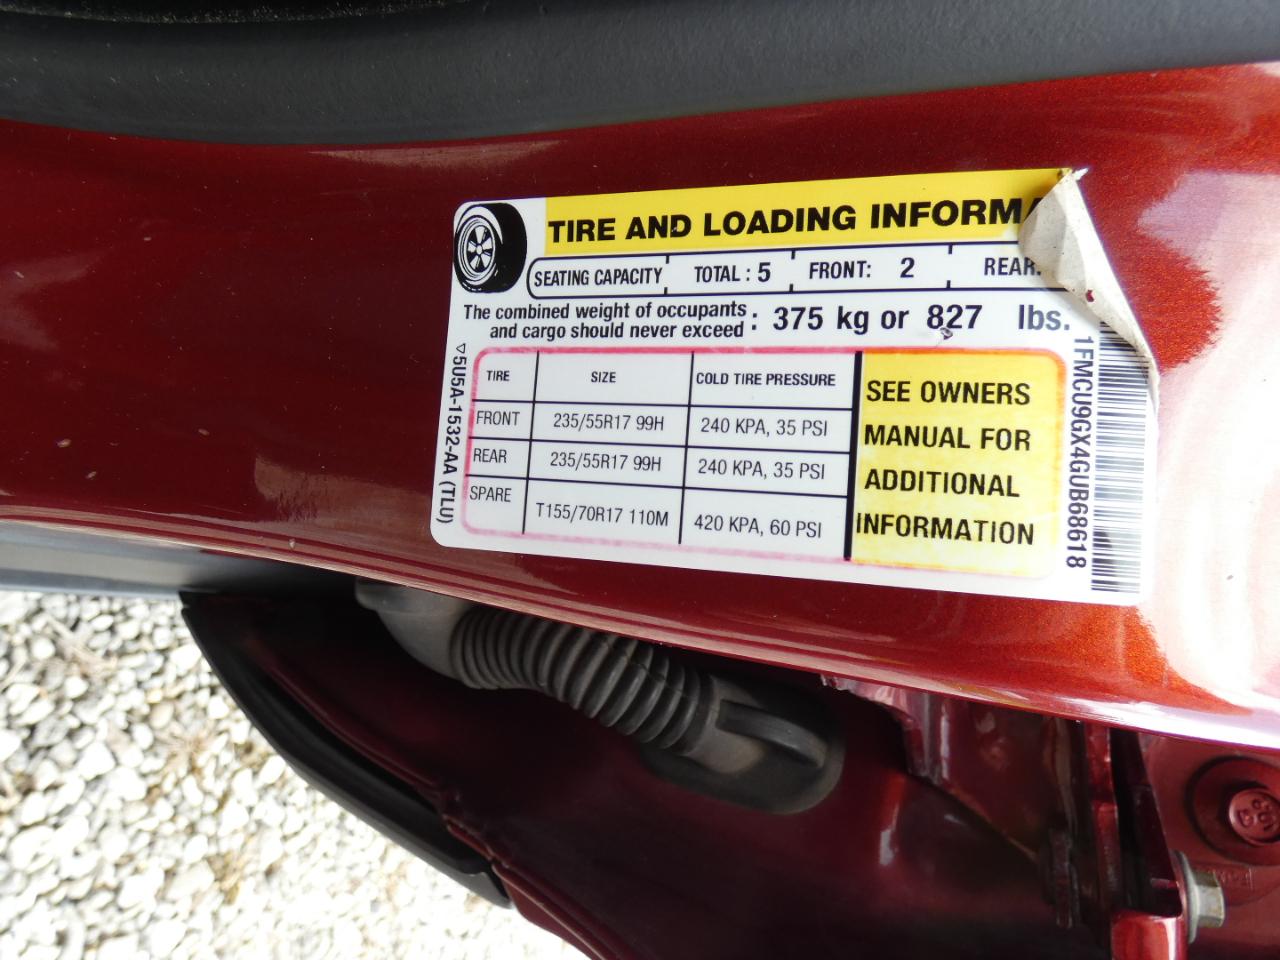 TIRE AND LOADING INFORM
SEATING CAPACITY TOTAL : 5 FRONT: 2 REAR:
The combined weight of occupants
and cargo should never exceed : 375 kg or 827 lbs.
TIRE SIZE COLD TIRE PRESSURE
FRONT 235/55R17 99H 240 KPA, 35 PSI
REAR 235/55R17 99H 240 KPA, 35 PSI
SPARE T155/70R17 110M 420 KPA, 60 PSI
SEE OWNERS
MANUAL FOR
ADDITIONAL
INFORMATION
5U5A-1532-AA (TLU)
1FMCU9GX4GUB68618